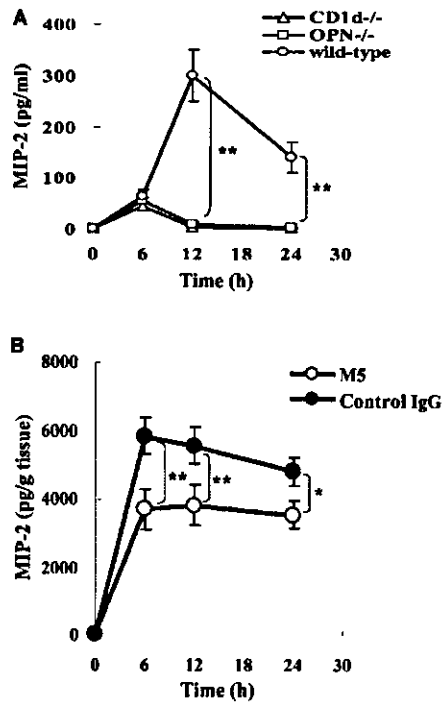 A
CD1d-/-
OPN-/-
wild-type
MIP-2 (pg/ml)
400
300
200
100
0
**
**
0 6 12 18 24 30
Time (h)
B
M5
Control IgG
MIP-2 (pg/g tissue)
8000
6000
4000
2000
0
** ** *
0 6 12 18 24 30
Time (h)